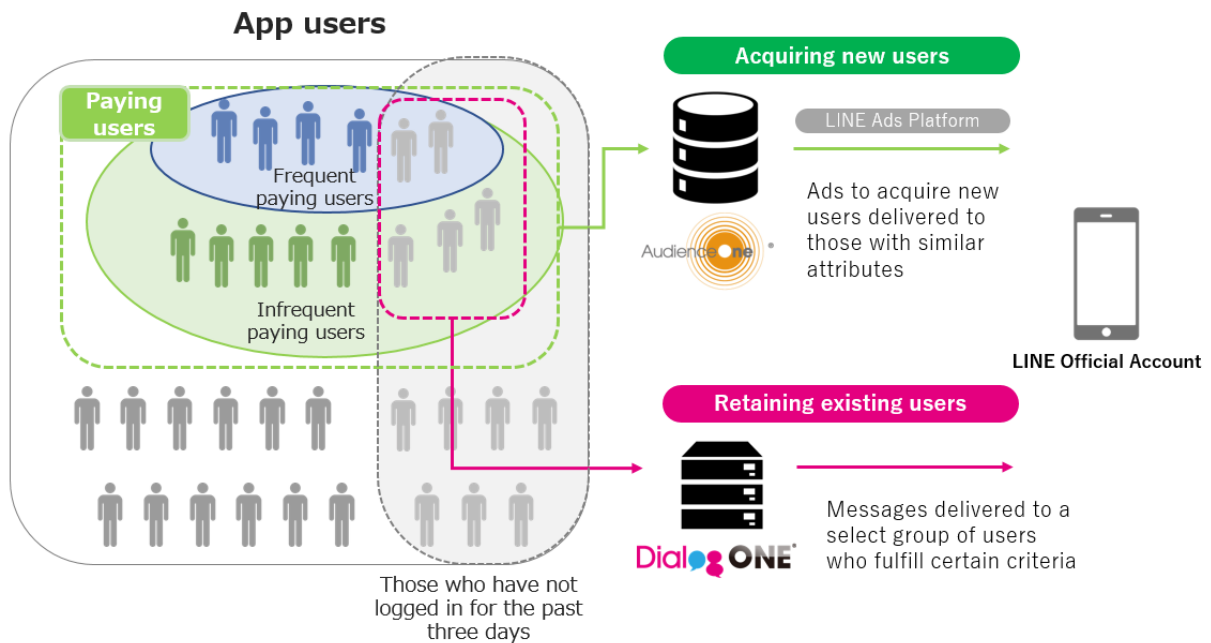 App users
Paying
users
Frequent
paying users
Infrequent
paying users
Those who have not
logged in for the past
three days
Acquiring new users
LINE Ads Platform
AudienceOne®
Ads to acquire new
users delivered to
those with similar
attributes
LINE Official Account
Retaining existing users
DialogONE®
Messages delivered to a
select group of users
who fulfill certain criteria